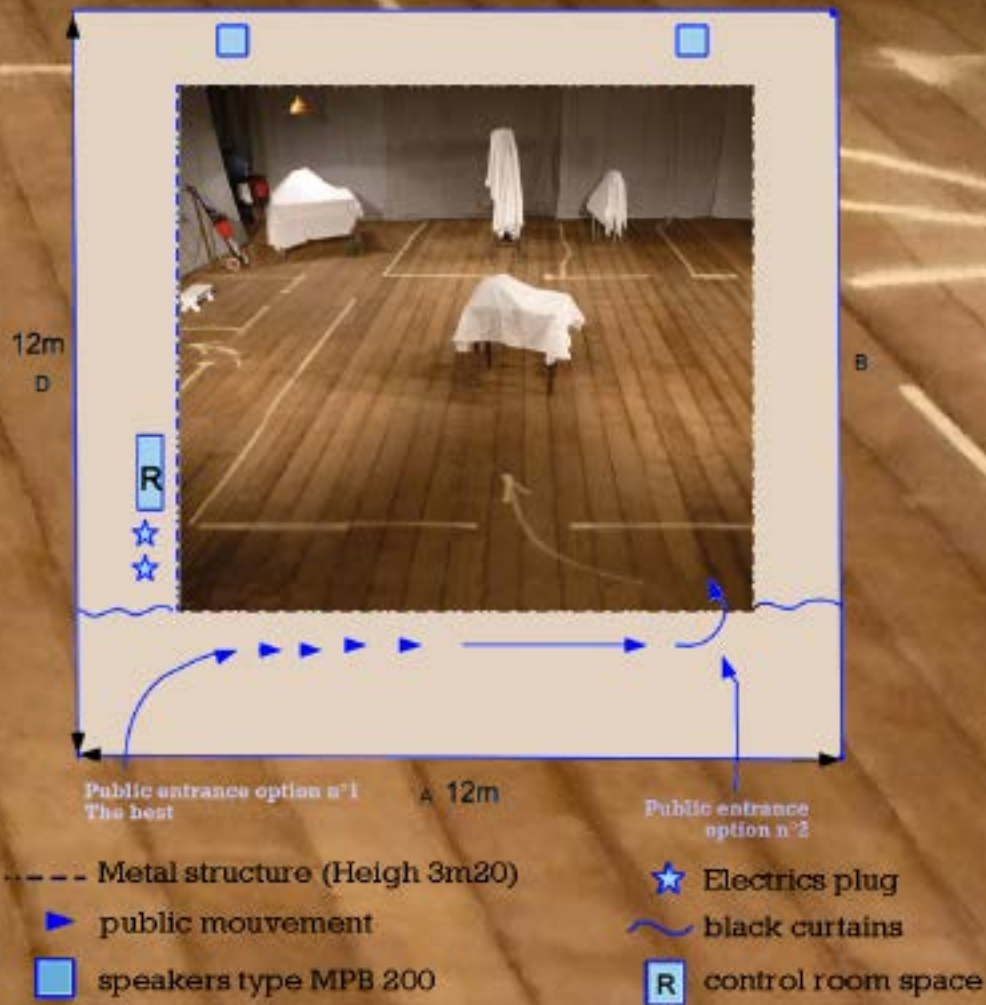 12m
D
B
R
Public entrance option n°1
The best
A 12m
Public entrance
option n°2
Metal structure (Heigh 3m20)
Electrics plug
public mouvement
black curtains
speakers type MPB 200
R control room space